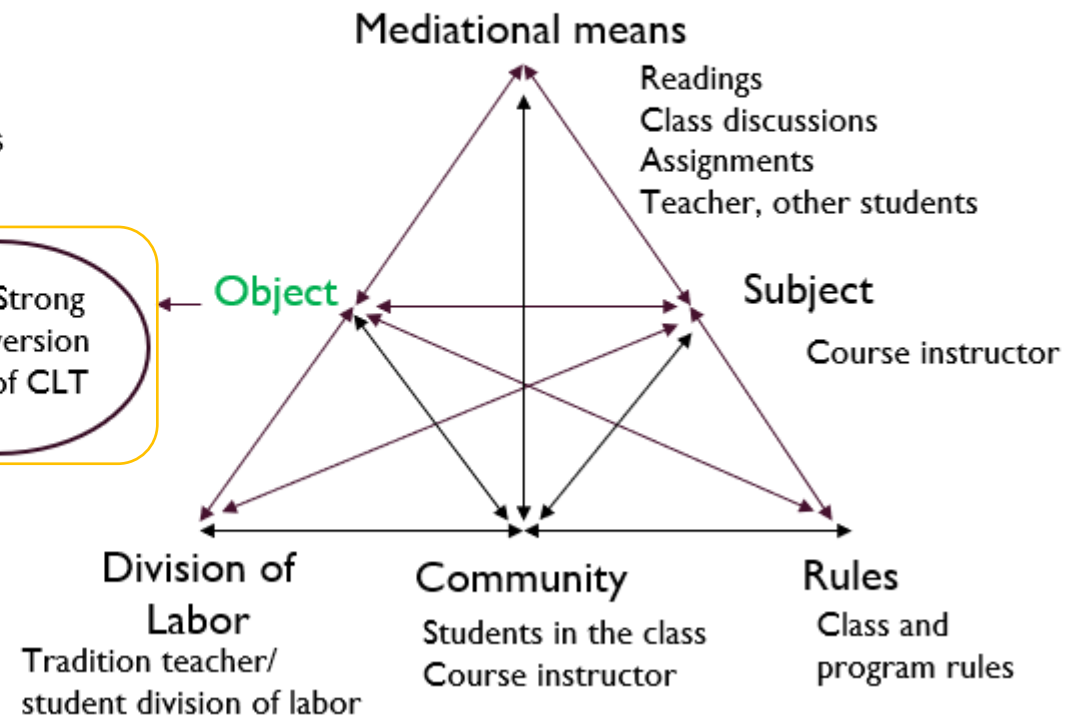 Mediational means
Readings
Class discussions
Assignments
Teacher, other students
Object
Subject
Strong
version
of CLT
Course instructor
Division of
Labor
Tradition teacher/
student division of labor
Community
Students in the class
Course instructor
Rules
Class and
program rules